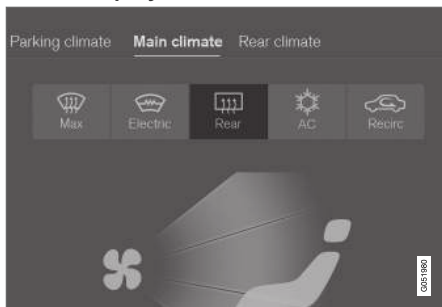 Parking climate Main climate Rear climate
Max Electric Rear AC Recirc
G051980